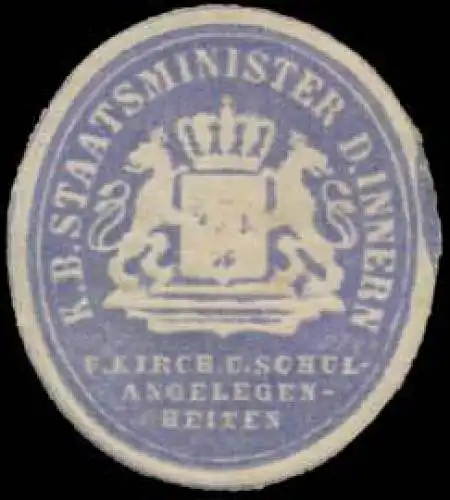 K.B. STAATSMINISTER D. INNERN
F. KIRCH. U. SCHUL-
ANGELEGEN-
HEITEN